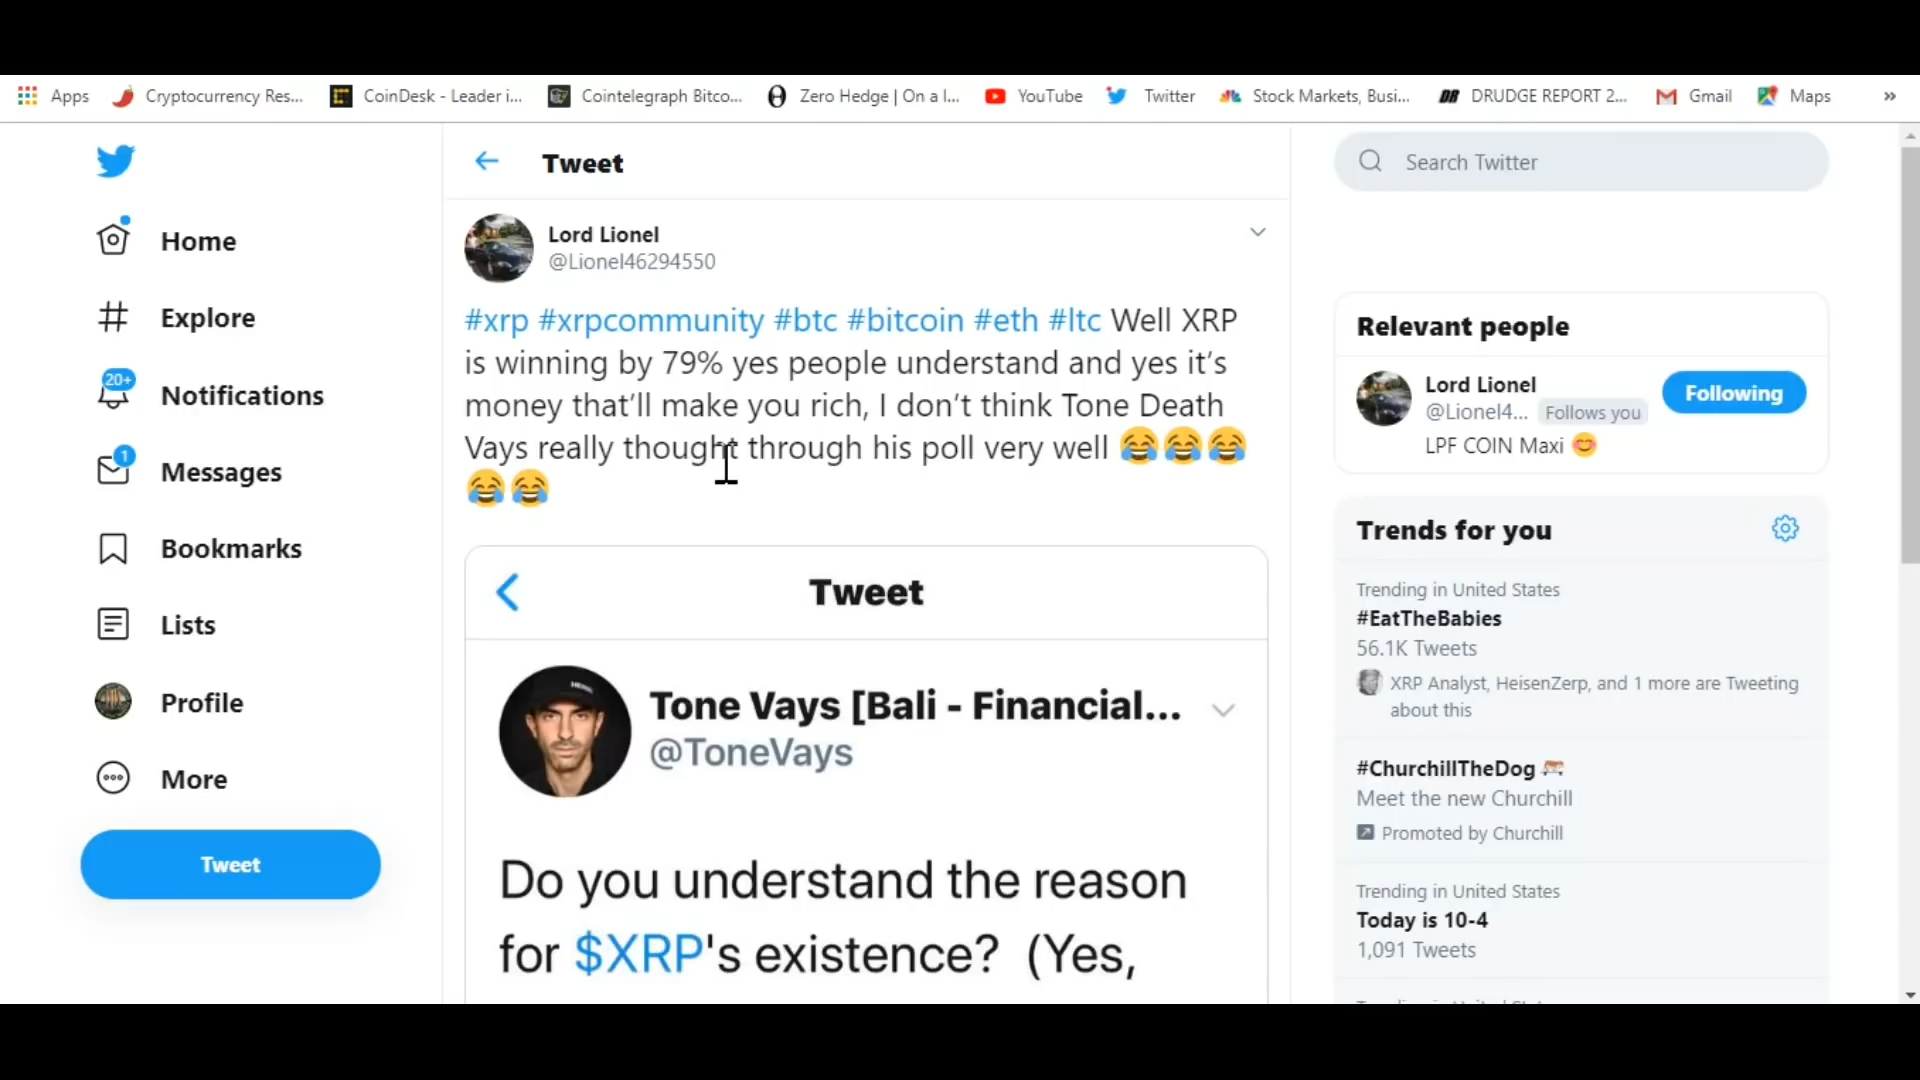 Apps Cryptocurrency Res... CoinDesk - Leader i... Cointelegraph Bitco... Zero Hedge | On a l... YouTube Twitter Stock Markets, Busi... DRUDGE REPORT 2... Gmail Maps »
Tweet
Search Twitter
Home
Explore
20+
Notifications
1
Messages
Bookmarks
Lists
Profile
More
Tweet
Lord Lionel
@Lionel46294550
#xrp #xrpcommunity #btc #bitcoin #eth #ltc Well XRP
is winning by 79% yes people understand and yes it's
money that'll make you rich, I don't think Tone Death
Vays really thought through his poll very well 😂😂😂
😂😂
Tweet
Tone Vays [Bali - Financial...
@ToneVays
Do you understand the reason
for $XRP's existence? (Yes,
Relevant people
Lord Lionel
@Lionel4... Follows you
Following
LPF COIN Maxi 😊
Trends for you
Trending in United States
#EatTheBabies
56.1K Tweets
XRP Analyst, HeisenZerp, and 1 more are Tweeting
about this
#ChurchillTheDog
Meet the new Churchill
Promoted by Churchill
Trending in United States
Today is 10-4
1,091 Tweets